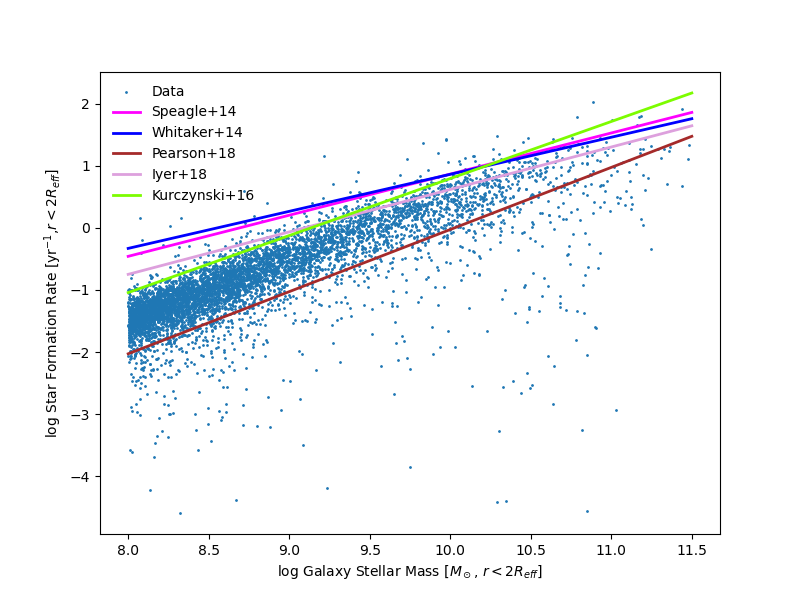 Data
Speagle+14
Whitaker+14
Pearson+18
Iyer+18
Kurczynski+16
2
1
0
−1
−2
−3
−4
log Star Formation Rate [yr⁻¹, r < 2R_eff]
8.0 8.5 9.0 9.5 10.0 10.5 11.0 11.5
log Galaxy Stellar Mass [M_⊙, r < 2R_eff]